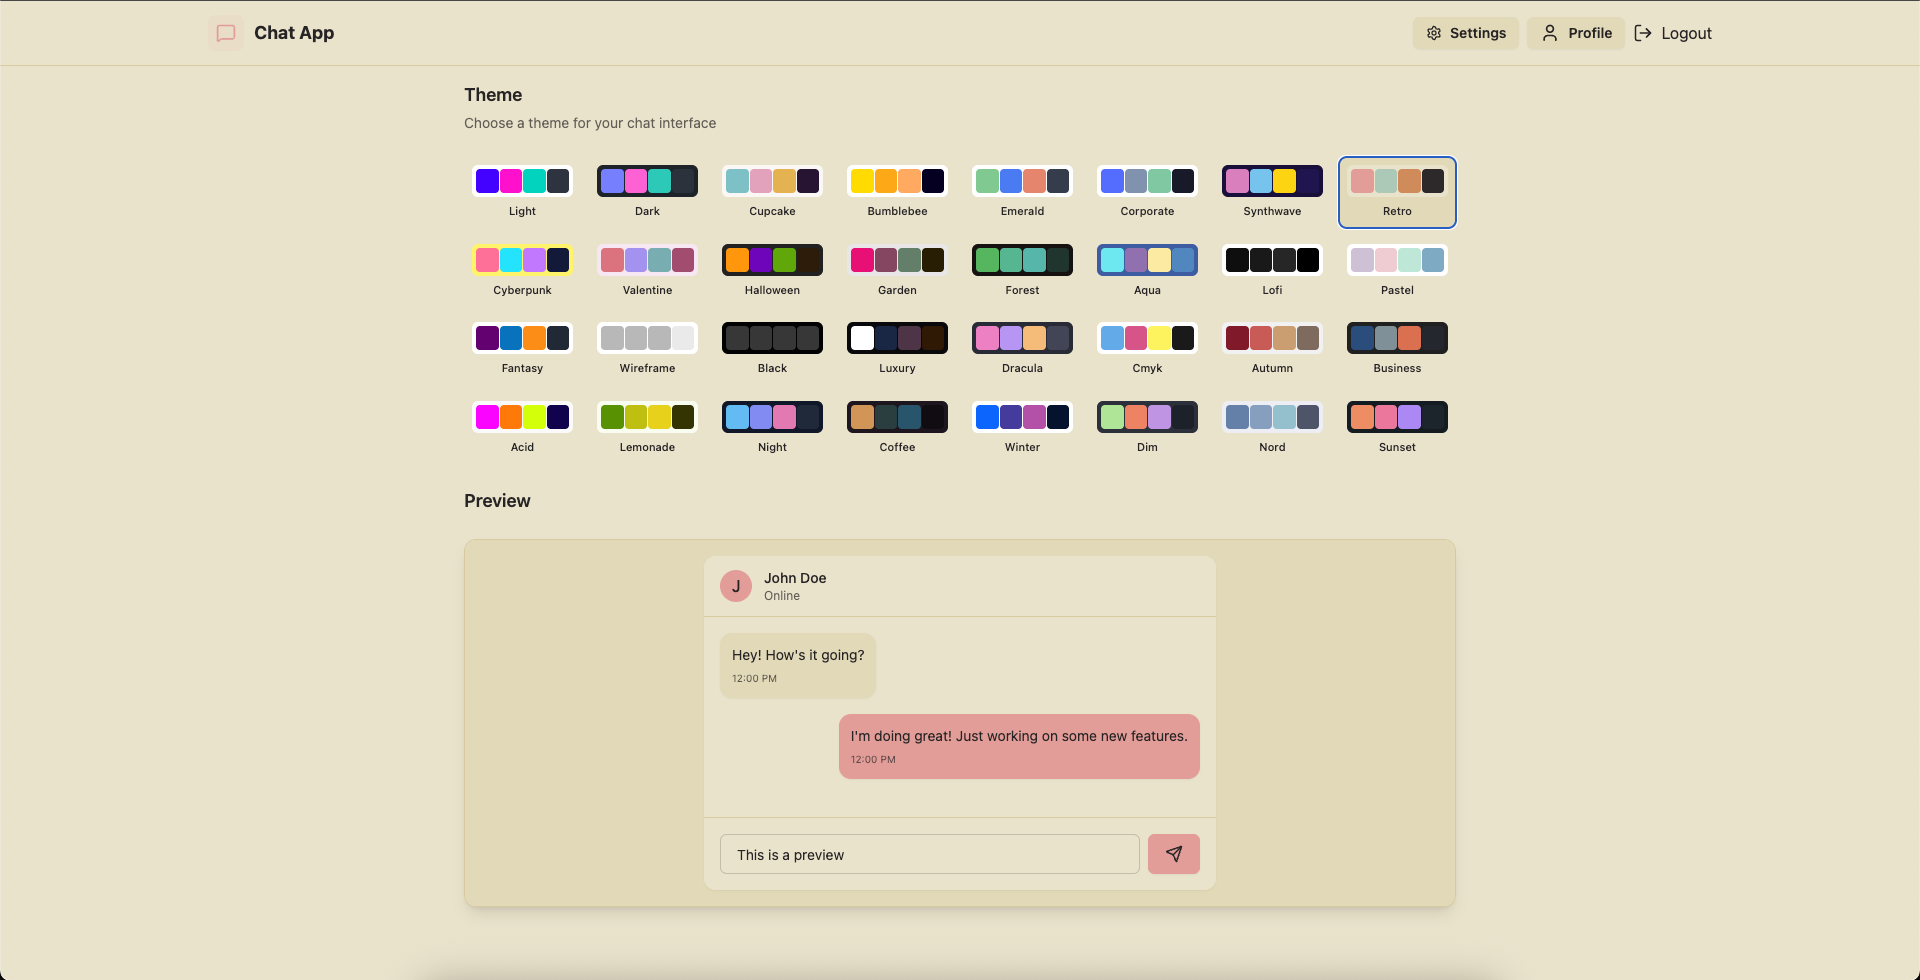 Chat App
Settings
Profile
Logout
Theme
Choose a theme for your chat interface
Light
Dark
Cupcake
Bumblebee
Emerald
Corporate
Synthwave
Retro
Cyberpunk
Valentine
Halloween
Garden
Forest
Aqua
Lofi
Pastel
Fantasy
Wireframe
Black
Luxury
Dracula
Cmyk
Autumn
Business
Acid
Lemonade
Night
Coffee
Winter
Dim
Nord
Sunset
Preview
J
John Doe
Online
Hey! How's it going?
12:00 PM
I'm doing great! Just working on some new features.
12:00 PM
This is a preview